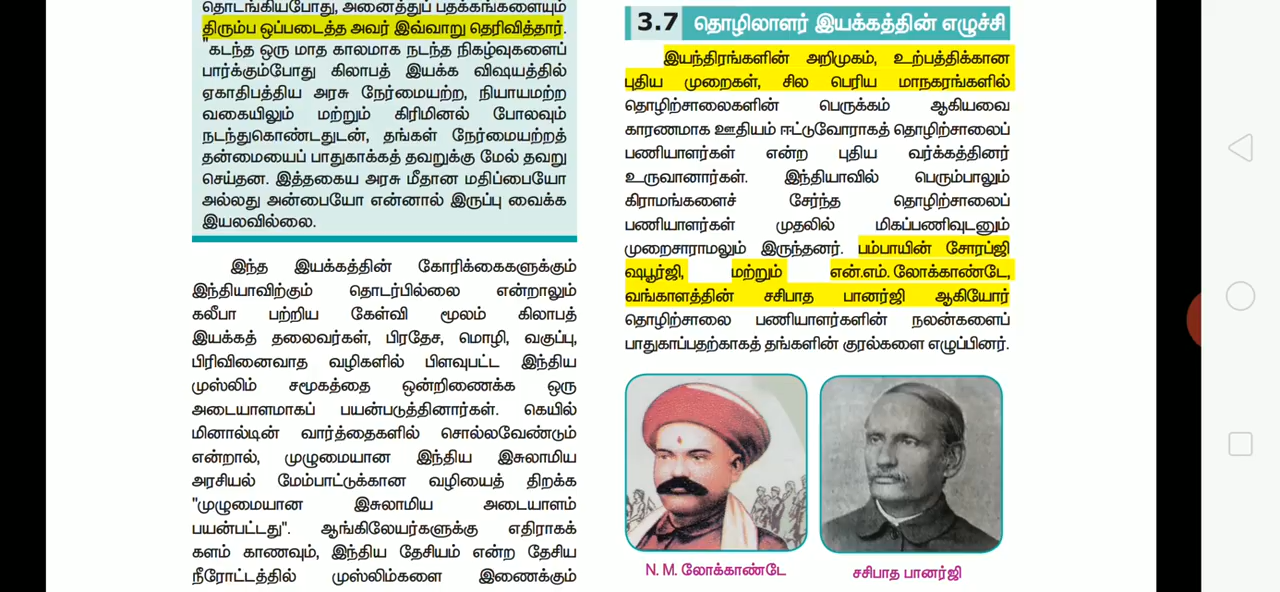 தொடங்கியபோது, அனைத்துப் பதக்கங்களையும்
திரும்ப ஒப்படைத்த அவர் இவ்வாறு தெரிவித்தார்.
"கடந்த ஒரு மாத காலமாக நடந்த நிகழ்வுகளைப்
பார்க்கும்போது கிலாபத் இயக்க விஷயத்தில்
ஏகாதிபத்திய அரசு நேர்மையற்ற, நியாயமற்ற
வகையிலும் மற்றும் கிரிமினல் போலவும்
நடந்துகொண்டதுடன், தங்கள் நேர்மையற்றத்
தன்மையைப் பாதுகாக்கத் தவறுக்கு மேல் தவறு
செய்தன. இத்தகைய அரசு மீதான மதிப்பையோ
அல்லது அன்பையோ என்னால் இருப்பு வைக்க
இயலவில்லை.
இந்த இயக்கத்தின் கோரிக்கைகளுக்கும்
இந்தியாவிற்கும் தொடர்பில்லை என்றாலும்
கலீபா பற்றிய கேள்வி மூலம் கிலாபத்
இயக்கத் தலைவர்கள், பிரதேச, மொழி, வகுப்பு,
பிரிவினைவாத வழிகளில் பிளவுபட்ட இந்திய
முஸ்லிம் சமூகத்தை ஒன்றிணைக்க ஒரு
அடையாளமாகப் பயன்படுத்தினார்கள். கெயில்
மினால்டின் வார்த்தைகளில் சொல்லவேண்டும்
என்றால், முழுமையான இந்திய இசுலாமிய
அரசியல் மேம்பாட்டுக்கான வழியைத் திறக்க
"முழுமையான இசுலாமிய அடையாளம்
பயன்பட்டது". ஆங்கிலேயர்களுக்கு எதிராகக்
களம் காணவும், இந்திய தேசியம் என்ற தேசிய
நீரோட்டத்தில் முஸ்லிம்களை இணைக்கும்
3.7 தொழிலாளர் இயக்கத்தின் எழுச்சி
இயந்திரங்களின் அறிமுகம், உற்பத்திக்கான
புதிய முறைகள், சில பெரிய மாநகரங்களில்
தொழிற்சாலைகளின் பெருக்கம் ஆகியவை
காரணமாக ஊதியம் ஈட்டுவோராகத் தொழிற்சாலைப்
பணியாளர்கள் என்ற புதிய வர்க்கத்தினர்
உருவானார்கள். இந்தியாவில் பெரும்பாலும்
கிராமங்களைச் சேர்ந்த தொழிற்சாலைப்
பணியாளர்கள் முதலில் மிகப்பணிவுடனும்
முறைசாராமலும் இருந்தனர். பம்பாயின் சோரப்ஜி
ஷபூர்ஜி, மற்றும் என்.எம். லோக்காண்டே,
வங்காளத்தின் சசிபாத பானர்ஜி ஆகியோர்
தொழிற்சாலை பணியாளர்களின் நலன்களைப்
பாதுகாப்பதற்காகத் தங்களின் குரல்களை எழுப்பினர்.
N. M. லோக்காண்டே
சசிபாத பானர்ஜி